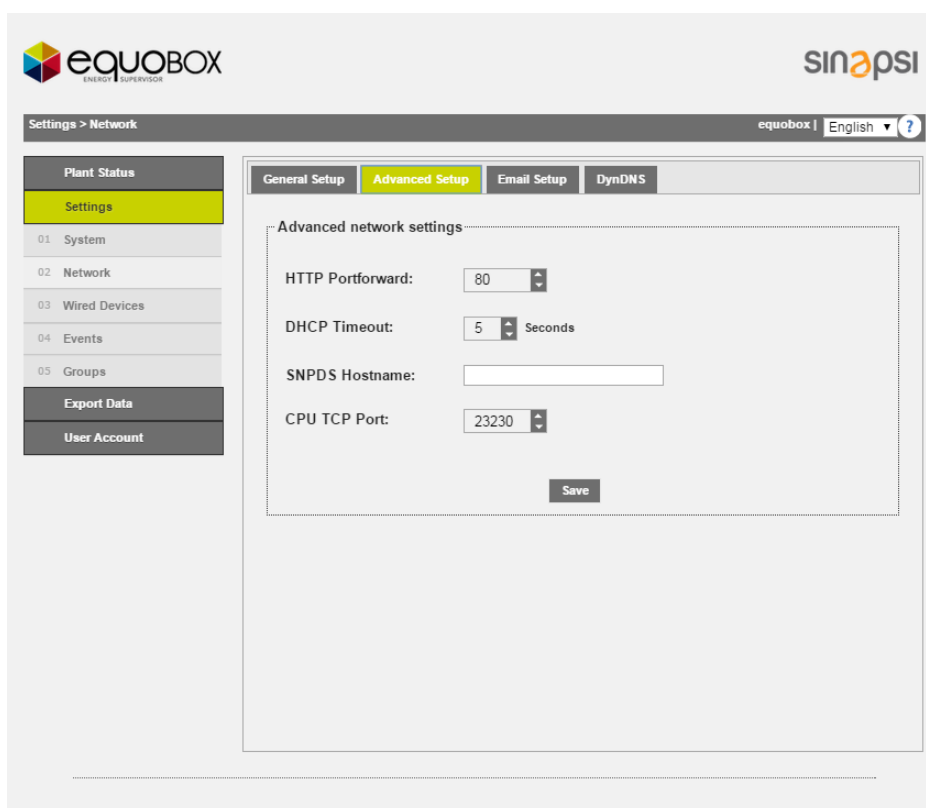 equoBOX
ENERGY SUPERVISOR
sinapsi
Settings > Network
equobox |
English
?
Plant Status
Settings
01 System
02 Network
03 Wired Devices
04 Events
05 Groups
Export Data
User Account
General Setup Advanced Setup Email Setup DynDNS
Advanced network settings
HTTP Portforward: 80
DHCP Timeout: 5 Seconds
SNPDS Hostname:
CPU TCP Port: 23230
Save